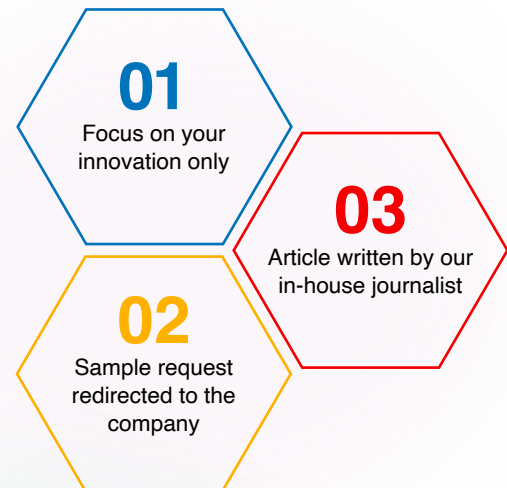 01
Focus on your
innovation only
02
Sample request
redirected to the
company
03
Article written by our
in-house journalist